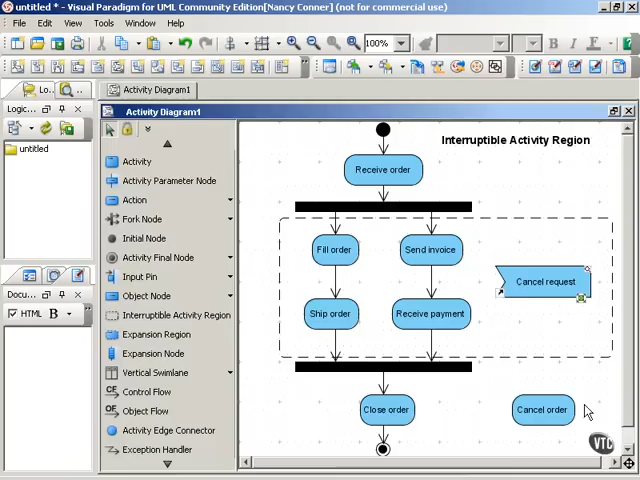 untitled * - Visual Paradigm for UML Community Edition[Nancy Conner] (not for commercial use)
File Edit View Tools Window Help
100%
B I
Lo...
Activity Diagram1
Logic...
Activity Diagram1
untitled
Activity
Activity Parameter Node
Action
Fork Node
Initial Node
Activity Final Node
Input Pin
Object Node
Interruptible Activity Region
Expansion Region
Expansion Node
Vertical Swimlane
CF Control Flow
OF Object Flow
Activity Edge Connector
Exception Handler
Docu...
HTML B
Interruptible Activity Region
Receive order
Fill order
Send invoice
Cancel request
Ship order
Receive payment
Close order
Cancel order
VTC